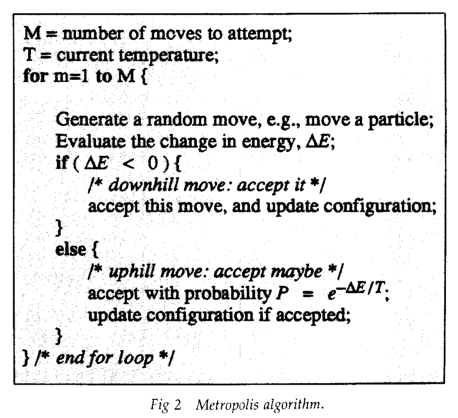 M = number of moves to attempt;
T = current temperature;
for m=1 to M {
Generate a random move, e.g., move a particle;
Evaluate the change in energy, ΔE;
if ( ΔE < 0 ) {
/* downhill move: accept it */
accept this move, and update configuration;
}
else {
/* uphill move: accept maybe */
accept with probability P = e^{-ΔE/T};
update configuration if accepted;
}
} /* end for loop */
Fig 2 Metropolis algorithm.